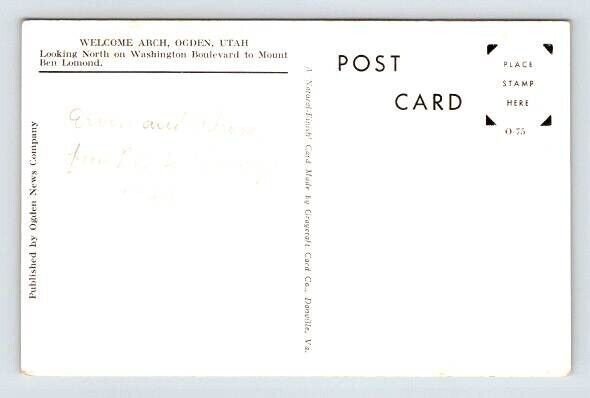 WELCOME ARCH, OGDEN, UTAH
Looking North on Washington Boulevard to Mount
Ben Lomond.
Published by Ogden News Company
A Natural-Finish Card Made by Graycraft Card Co., Danville, Va.
POST
CARD
PLACE
STAMP
HERE
O-75
and